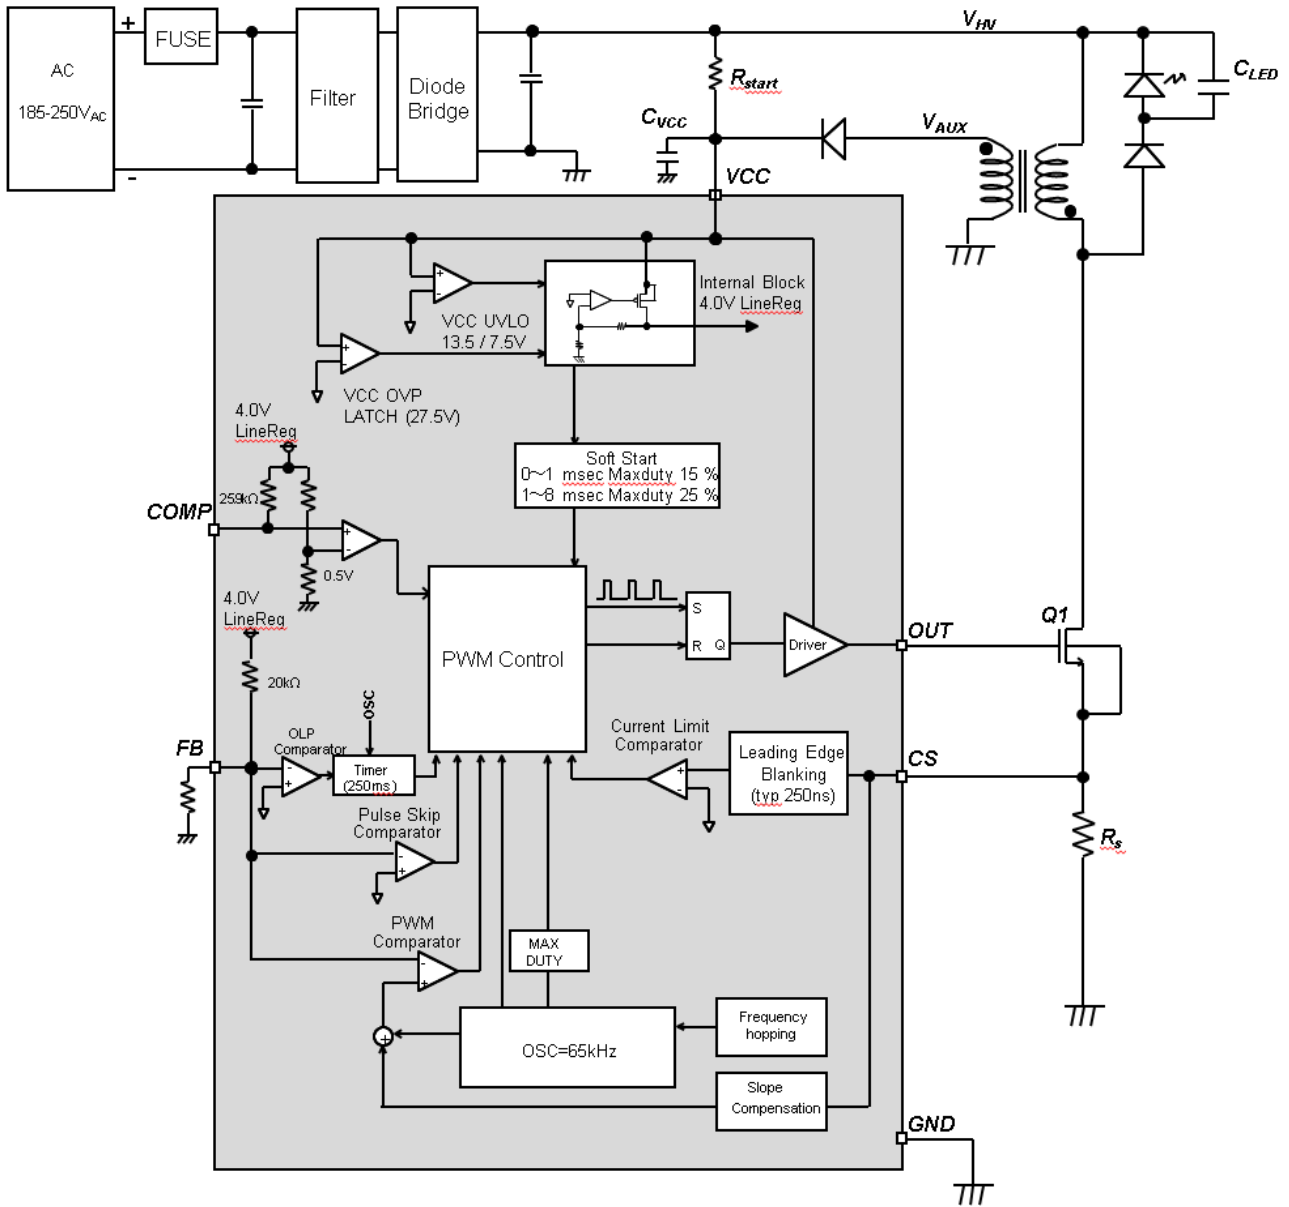 +
FUSE
AC
185-250VAC
-
Filter
Diode
Bridge
VHV
Rstart
CLED
CVCC
VAUX
VCC
Internal Block
4.0V LineReg
+
-
VCC UVLO
13.5 / 7.5V
+
-
VCC OVP
LATCH (27.5V)
4.0V
LineReg
Soft Start
0~1 msec Maxduty 15 %
1~8 msec Maxduty 25 %
259kΩ
COMP
+
-
0.5V
4.0V
LineReg
PWM Control
S
R Q
Driver
OUT
Q1
20kΩ
OSC
FB
OLP
Comparator
-
+
Timer
(250ms)
Current Limit
Comparator
+
-
Leading Edge
Blanking
(typ 250ns)
CS
Rs
Pulse Skip
Comparator
-
+
PWM
Comparator
-
+
MAX
DUTY
+
OSC=65kHz
Frequency
hopping
Slope
Compensation
GND